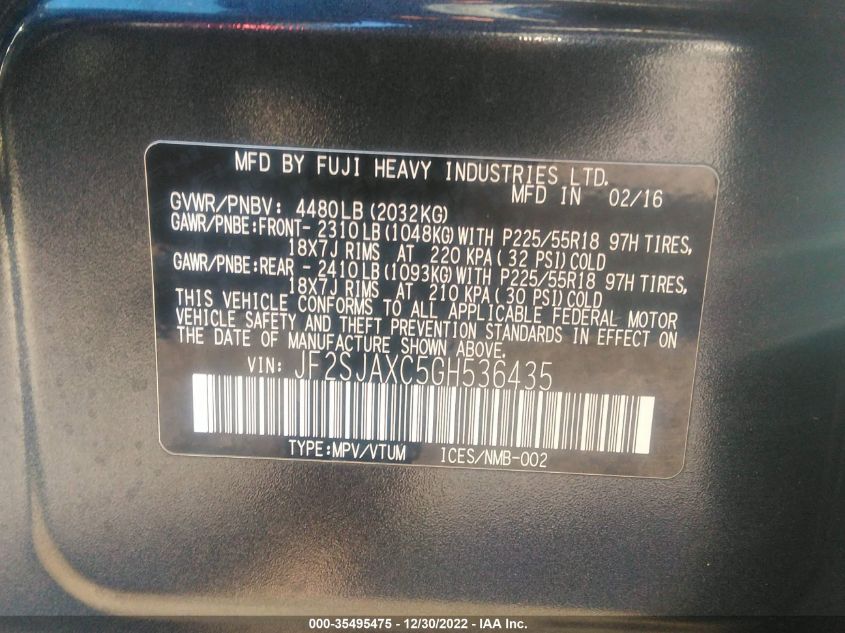 MFD BY FUJI HEAVY INDUSTRIES LTD.
MFD IN 02/16
GVWR/PNBV: 4480LB(2032KG)
GAWR/PNBE:FRONT- 2310LB(1048KG)WITH P225/55R18 97H TIRES,
18X7J RIMS AT 220 KPA(32 PSI)COLD
GAWR/PNBE:REAR - 2410LB(1093KG)WITH P225/55R18 97H TIRES,
18X7J RIMS AT 210 KPA(30 PSI)COLD
THIS VEHICLE CONFORMS TO ALL APPLICABLE FEDERAL MOTOR
VEHICLE SAFETY AND THEFT PREVENTION STANDARDS IN EFFECT ON
THE DATE OF MANUFACTURE SHOWN ABOVE.
VIN: JF2SJAXC5GH536435
TYPE:MPV/VTUM ICES/NMB-002
000-35495475 - 12/30/2022 - IAA Inc.